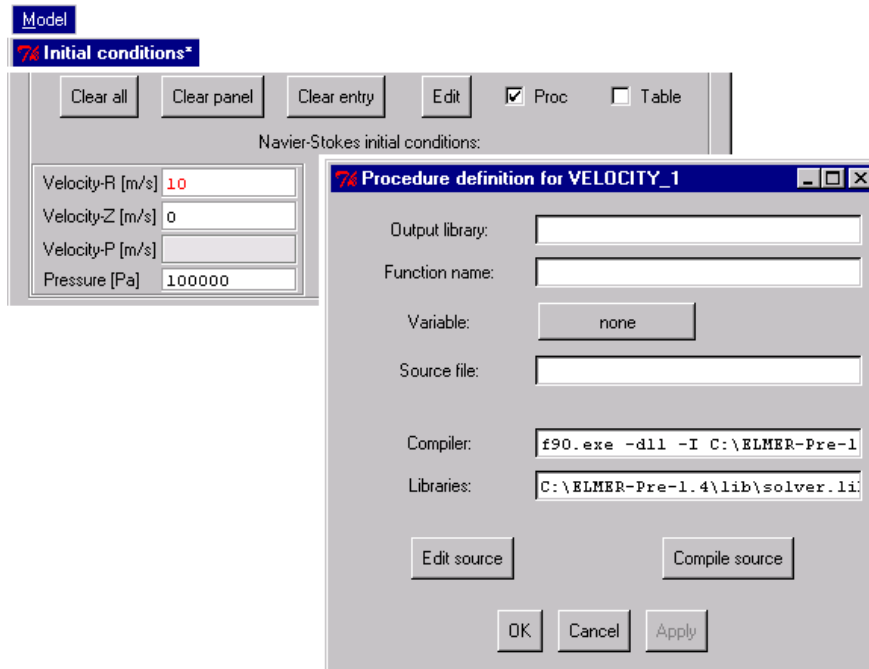 Model
Initial conditions*
Clear all Clear panel Clear entry Edit Proc Table
Navier-Stokes initial conditions:
Velocity-R [m/s] 10
Velocity-Z [m/s] 0
Velocity-P [m/s]
Pressure [Pa] 100000
Procedure definition for VELOCITY_1
Output library:
Function name:
Variable: none
Source file:
Compiler: f90.exe -dll -I C:\ELMER-Pre-1
Libraries: C:\ELMER-Pre-1.4\lib\solver.li
Edit source Compile source
OK Cancel Apply